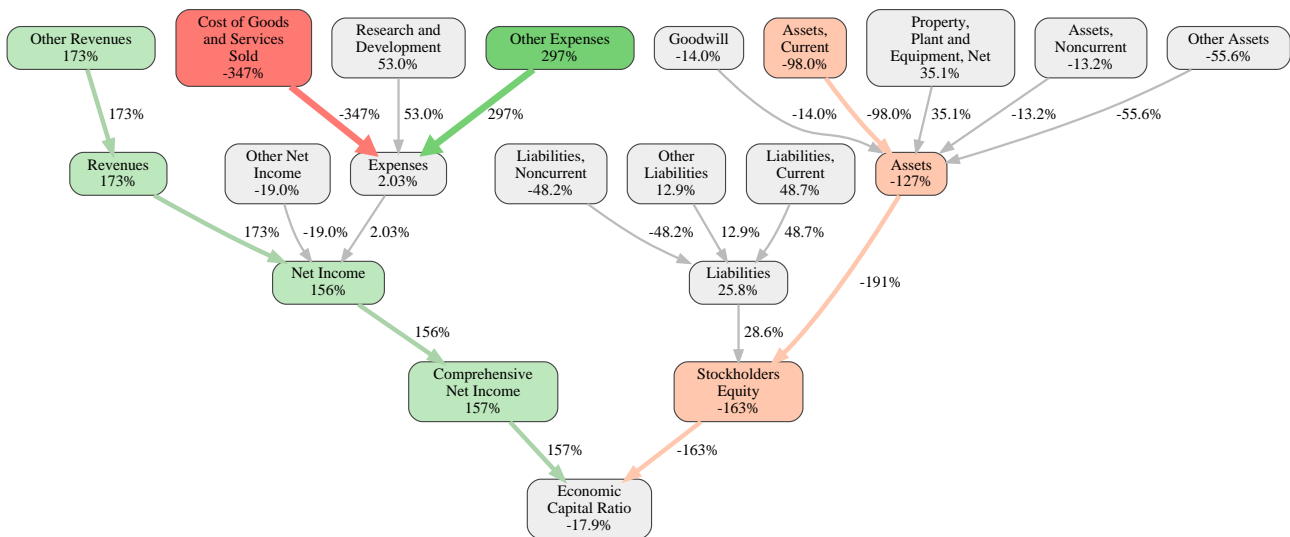 Other Revenues
173%
Cost of Goods
and Services
Sold
-347%
Research and
Development
53.0%
Other Expenses
297%
Goodwill
-14.0%
Assets,
Current
-98.0%
Property,
Plant and
Equipment, Net
35.1%
Assets,
Noncurrent
-13.2%
Other Assets
-55.6%
173%
-347%
53.0%
297%
-14.0%
-98.0%
35.1%
-13.2%
-55.6%
Revenues
173%
Other Net
Income
-19.0%
Expenses
2.03%
Liabilities,
Noncurrent
-48.2%
Other
Liabilities
12.9%
Liabilities,
Current
48.7%
Assets
-127%
173%
-19.0%
2.03%
-48.2%
12.9%
48.7%
Net Income
156%
Liabilities
25.8%
-191%
156%
28.6%
Comprehensive
Net Income
157%
Stockholders
Equity
-163%
157%
-163%
Economic
Capital Ratio
-17.9%